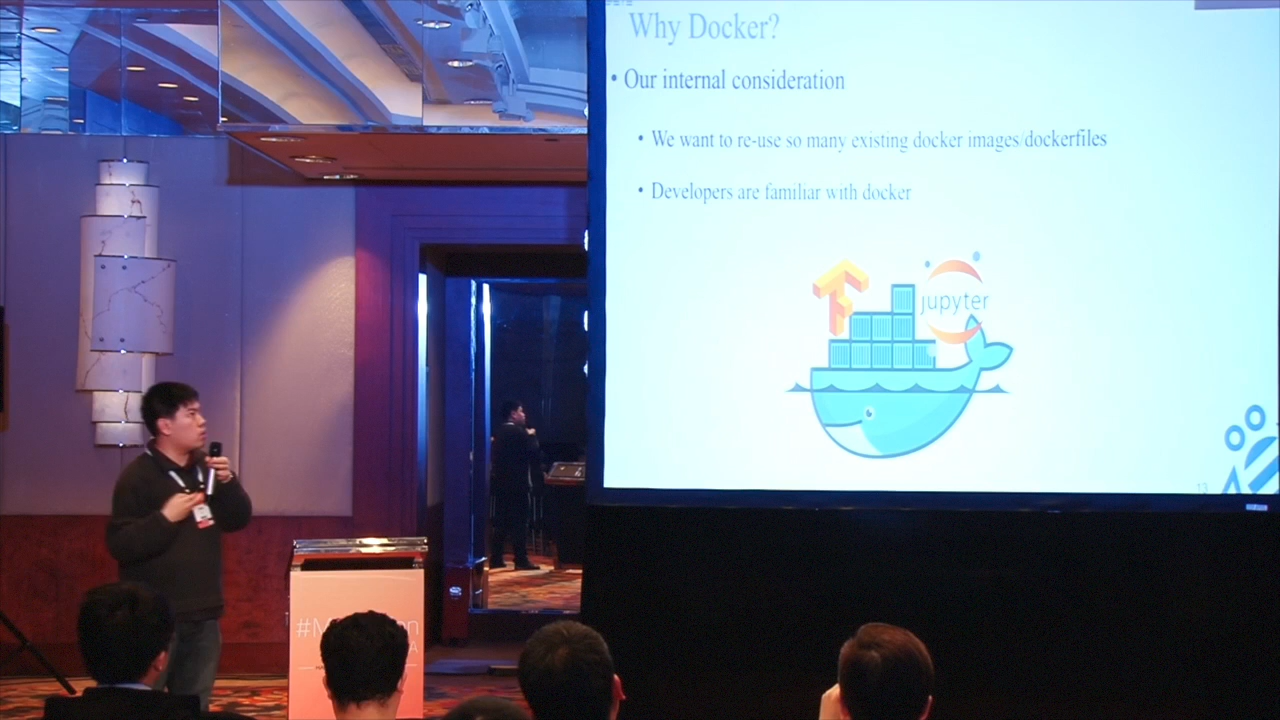 Why Docker?
• Our internal consideration
• We want to re-use so many existing docker images/dockerfiles
• Developers are familiar with docker
jupyter
13